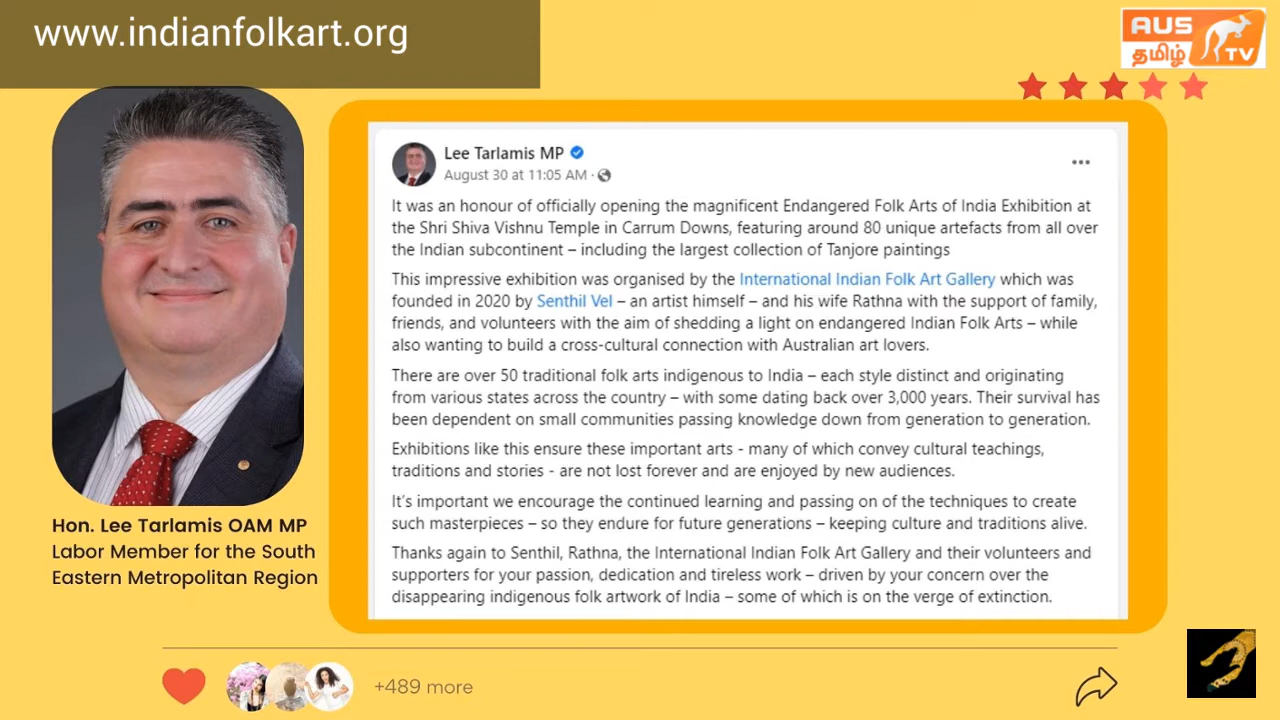 www.indianfolkart.org
AUS
தமிழ்
TV
Lee Tarlamis MP
August 30 at 11:05 AM ·
It was an honour of officially opening the magnificent Endangered Folk Arts of India Exhibition at
the Shri Shiva Vishnu Temple in Carrum Downs, featuring around 80 unique artefacts from all over
the Indian subcontinent – including the largest collection of Tanjore paintings
This impressive exhibition was organised by the International Indian Folk Art Gallery which was
founded in 2020 by Senthil Vel – an artist himself – and his wife Rathna with the support of family,
friends, and volunteers with the aim of shedding a light on endangered Indian Folk Arts – while
also wanting to build a cross-cultural connection with Australian art lovers.
There are over 50 traditional folk arts indigenous to India – each style distinct and originating
from various states across the country – with some dating back over 3,000 years. Their survival has
been dependent on small communities passing knowledge down from generation to generation.
Exhibitions like this ensure these important arts - many of which convey cultural teachings,
traditions and stories - are not lost forever and are enjoyed by new audiences.
It's important we encourage the continued learning and passing on of the techniques to create
such masterpieces – so they endure for future generations – keeping culture and traditions alive.
Thanks again to Senthil, Rathna, the International Indian Folk Art Gallery and their volunteers and
supporters for your passion, dedication and tireless work – driven by your concern over the
disappearing indigenous folk artwork of India – some of which is on the verge of extinction.
Hon. Lee Tarlamis OAM MP
Labor Member for the South
Eastern Metropolitan Region
+489 more